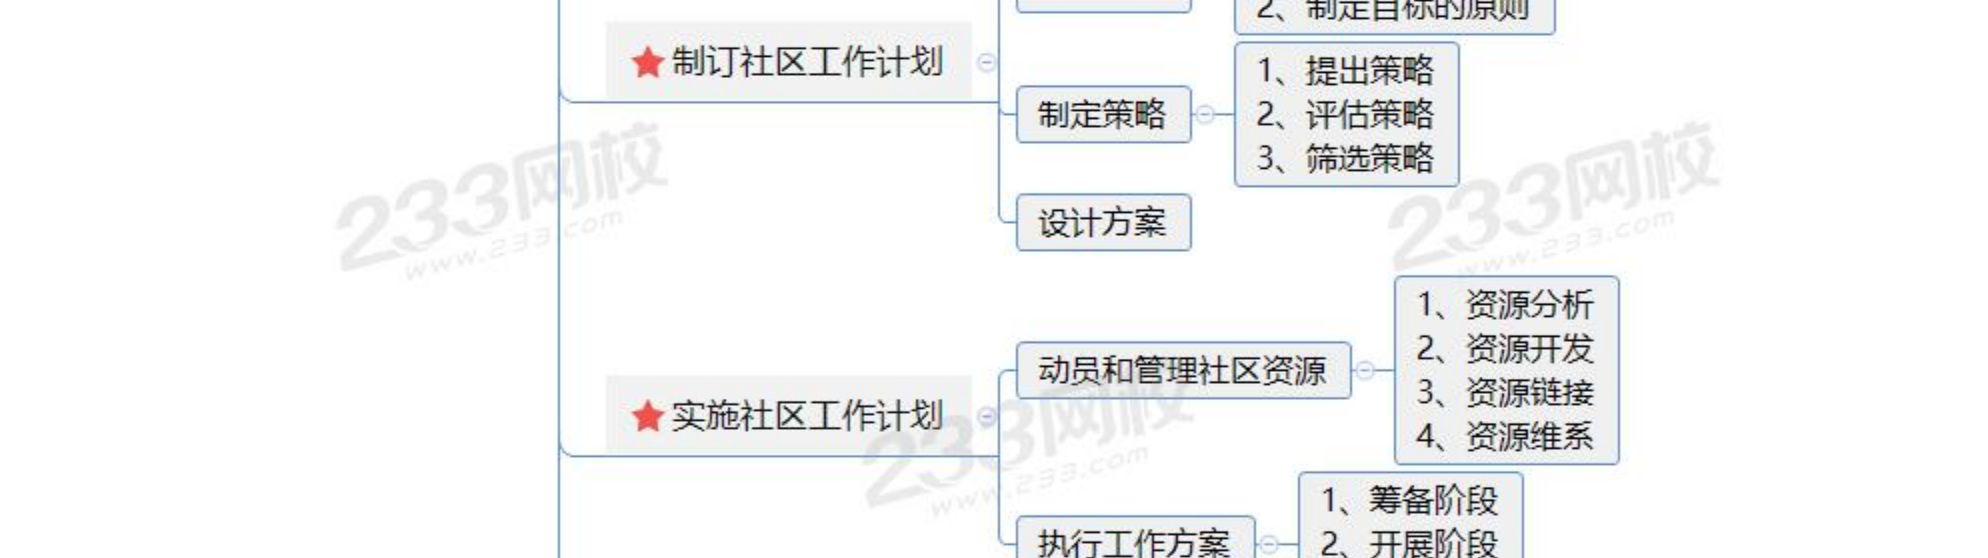 2、制定目标的原则
制订社区工作计划
1、提出策略
制定策略
2、评估策略
3、筛选策略
设计方案
233网校
www.233.com
233网校
www.233.com
1、资源分析
2、资源开发
动员和管理社区资源
3、资源链接
4、资源维系
实施社区工作计划
233网校
www.233.com
1、筹备阶段
执行工作方案
2、开展阶段